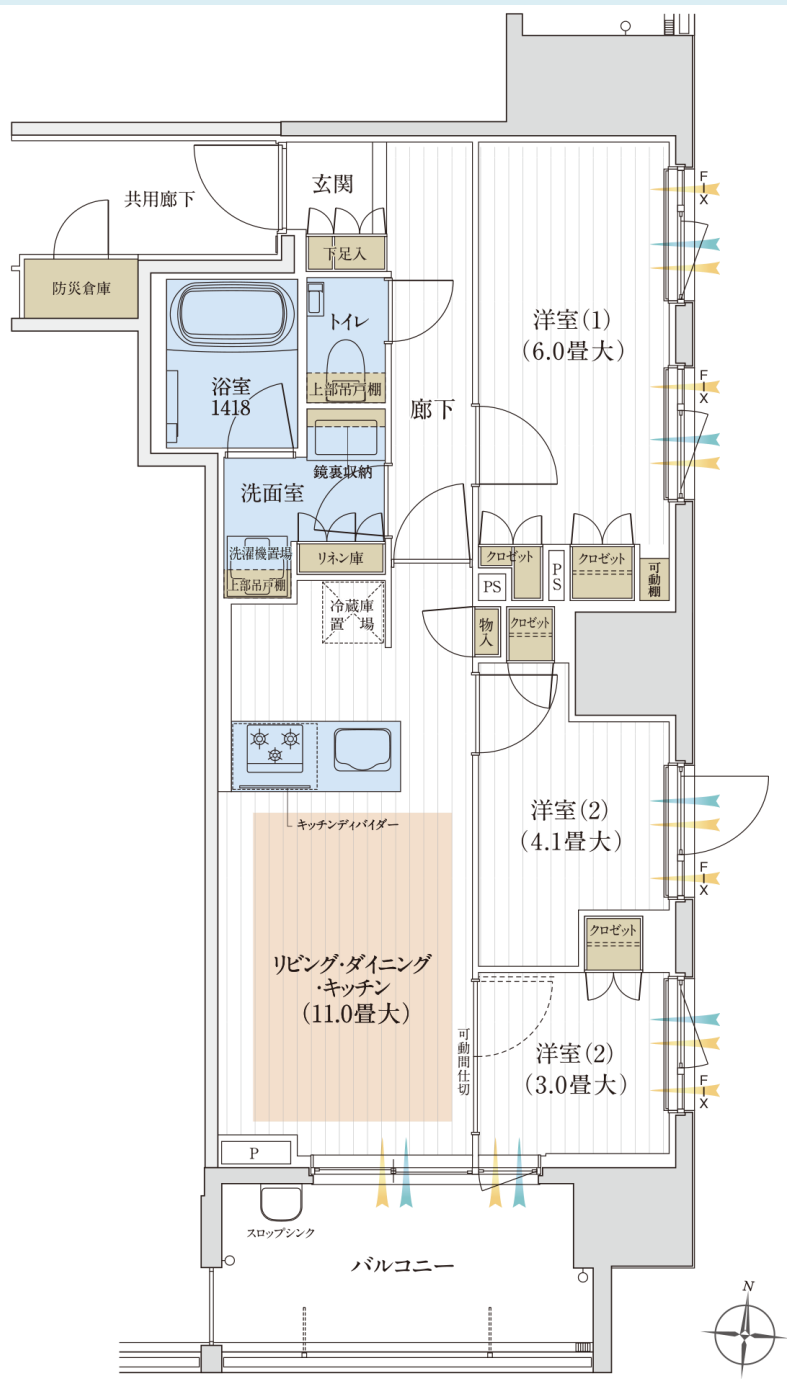 玄関
共用廊下
下足入
防災倉庫
トイレ
上部吊戸棚
浴室
1418
廊下
洋室(1)
(6.0畳大)
F
I
X
F
I
X
鏡裏収納
洗面室
洗濯機置場
上部吊戸棚
リネン庫
クロゼット
PS
P
S
クロゼット
可動棚
冷蔵庫
置 場
物入
クロゼット
洋室(2)
(4.1畳大)
F
I
X
キッチンディバイダー
クロゼット
リビング・ダイニング
・キッチン
(11.0畳大)
可動間仕切
洋室(2)
(3.0畳大)
F
I
X
P
スロップシンク
バルコニー
N